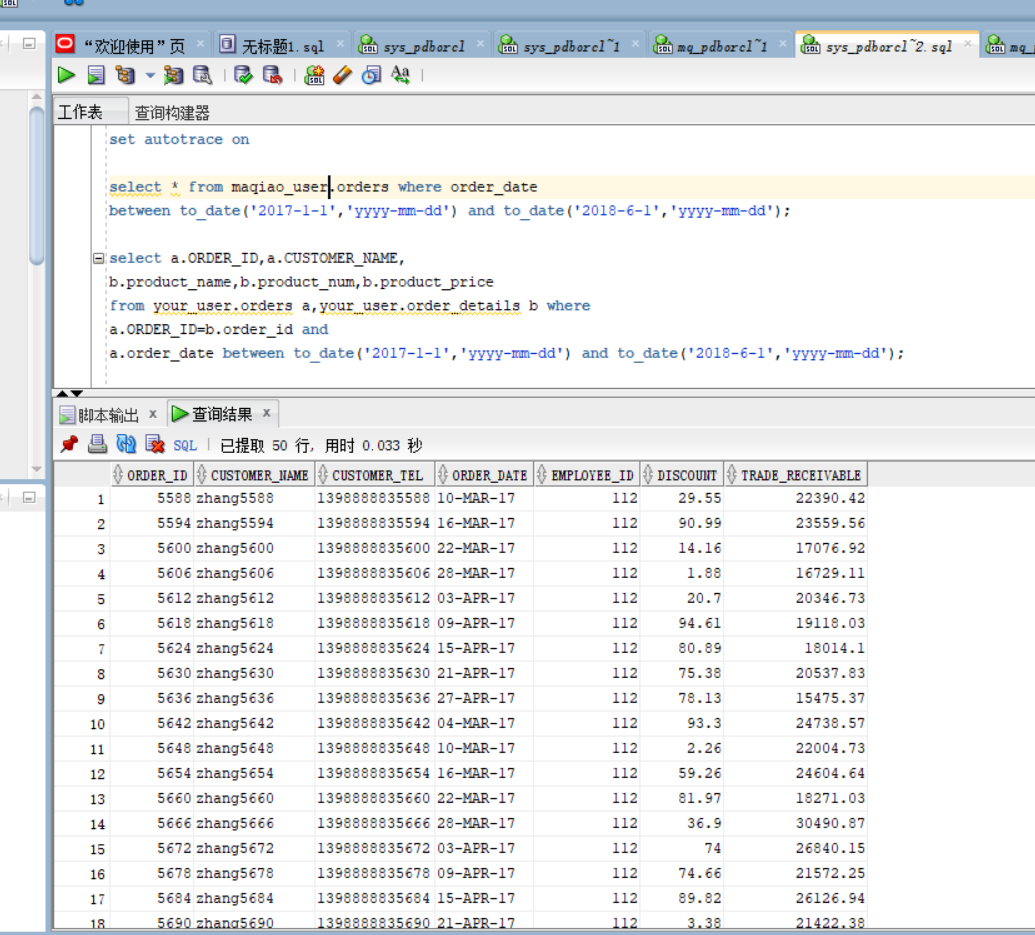 “欢迎使用”页 无标题1.sql sys_pdborcl sys_pdborcl~1 mq_pdborcl~1 sys_pdborcl~2.sql
工作表 查询构建器
set autotrace on
select * from maqiao_user.orders where order_date
between to_date('2017-1-1','yyyy-mm-dd') and to_date('2018-6-1','yyyy-mm-dd');
select a.ORDER_ID,a.CUSTOMER_NAME,
b.product_name,b.product_num,b.product_price
from your_user.orders a,your_user.order_details b where
a.ORDER_ID=b.order_id and
a.order_date between to_date('2017-1-1','yyyy-mm-dd') and to_date('2018-6-1','yyyy-mm-dd');
脚本输出 x 查询结果 x
SQL | 已提取 50 行, 用时 0.033 秒
ORDER_ID CUSTOMER_NAME CUSTOMER_TEL ORDER_DATE EMPLOYEE_ID DISCOUNT TRADE_RECEIVABLE
1 5588 zhang5588 1398888835588 10-MAR-17 112 29.55 22390.42
2 5594 zhang5594 1398888835594 16-MAR-17 112 90.99 23559.56
3 5600 zhang5600 1398888835600 22-MAR-17 112 14.16 17076.92
4 5606 zhang5606 1398888835606 28-MAR-17 112 1.88 16729.11
5 5612 zhang5612 1398888835612 03-APR-17 112 20.7 20346.73
6 5618 zhang5618 1398888835618 09-APR-17 112 94.61 19118.03
7 5624 zhang5624 1398888835624 15-APR-17 112 80.89 18014.1
8 5630 zhang5630 1398888835630 21-APR-17 112 75.38 20537.83
9 5636 zhang5636 1398888835636 27-APR-17 112 78.13 15475.37
10 5642 zhang5642 1398888835642 04-MAR-17 112 93.3 24738.57
11 5648 zhang5648 1398888835648 10-MAR-17 112 2.26 22004.73
12 5654 zhang5654 1398888835654 16-MAR-17 112 59.26 24604.64
13 5660 zhang5660 1398888835660 22-MAR-17 112 81.97 18271.03
14 5666 zhang5666 1398888835666 28-MAR-17 112 36.9 30490.87
15 5672 zhang5672 1398888835672 03-APR-17 112 74 26840.15
16 5678 zhang5678 1398888835678 09-APR-17 112 74.66 21572.25
17 5684 zhang5684 1398888835684 15-APR-17 112 89.82 26126.94
18 5690 zhang5690 1398888835690 21-APR-17 112 3.38 21422.38